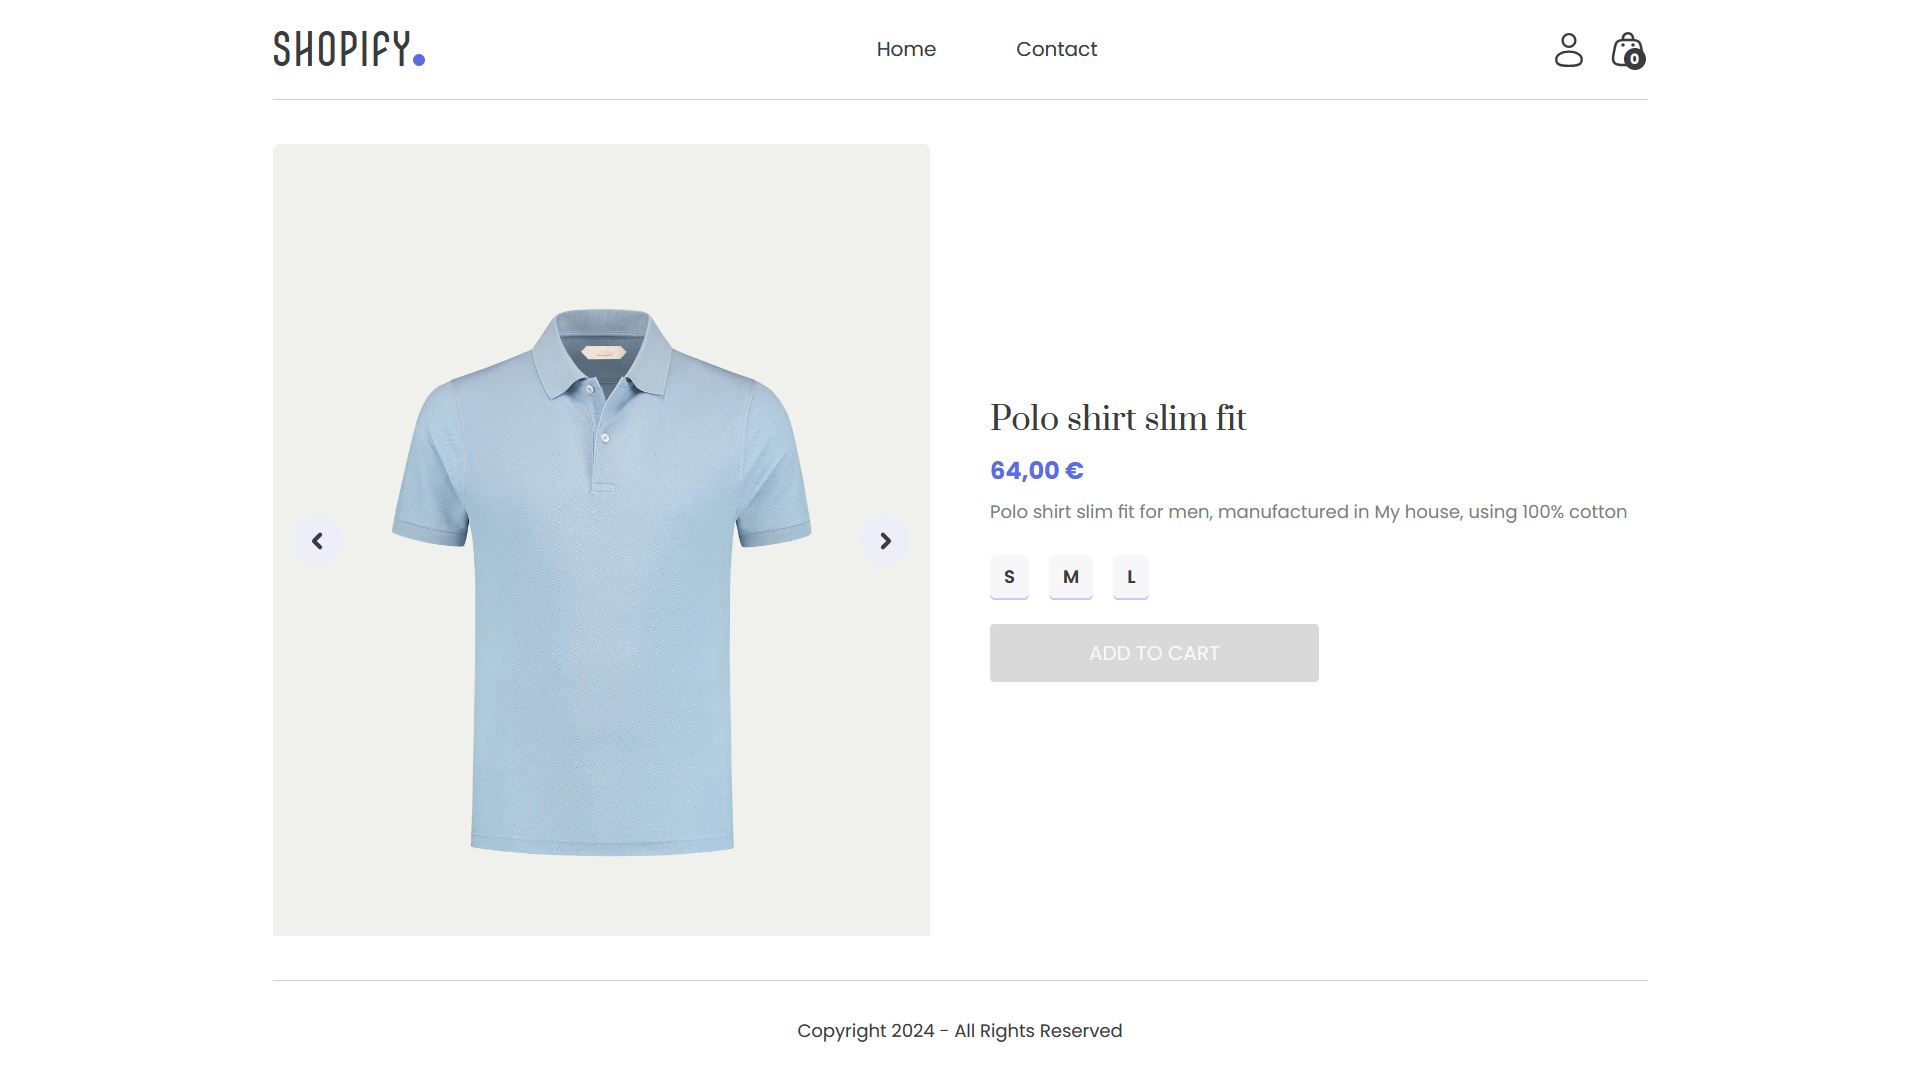 SHOPIFY.
Home
Contact
0
Polo shirt slim fit
64,00 €
Polo shirt slim fit for men, manufactured in My house, using 100% cotton
S M L
ADD TO CART
Copyright 2024 - All Rights Reserved